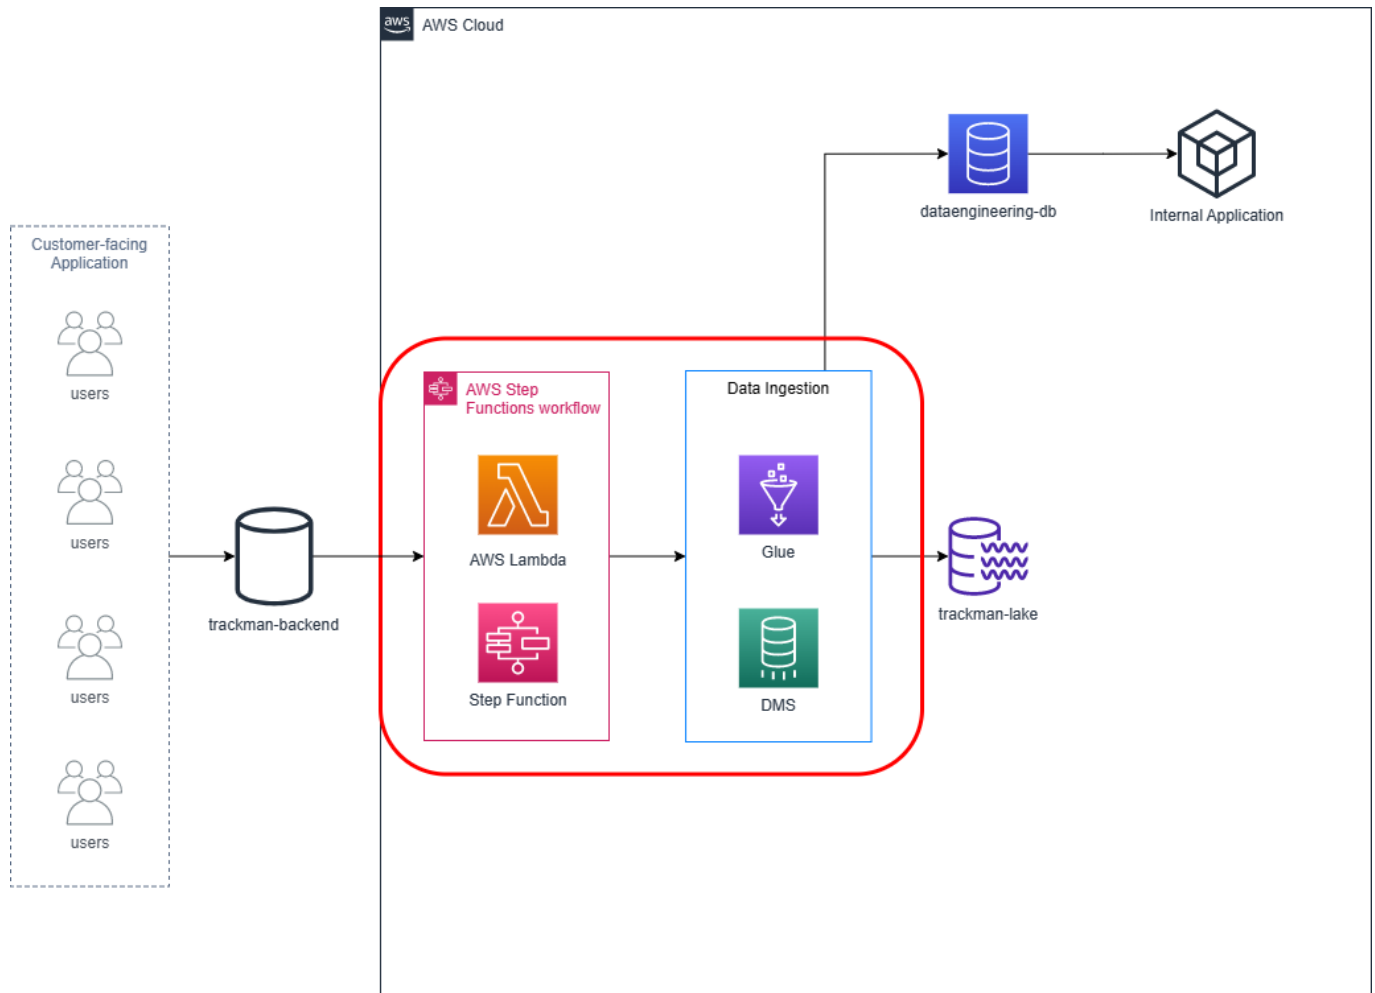 aws
AWS Cloud
dataengineering-db
Internal Application
Customer-facing
Application
users
users
users
users
trackman-backend
AWS Step
Functions workflow
AWS Lambda
Step Function
Data Ingestion
Glue
DMS
trackman-lake